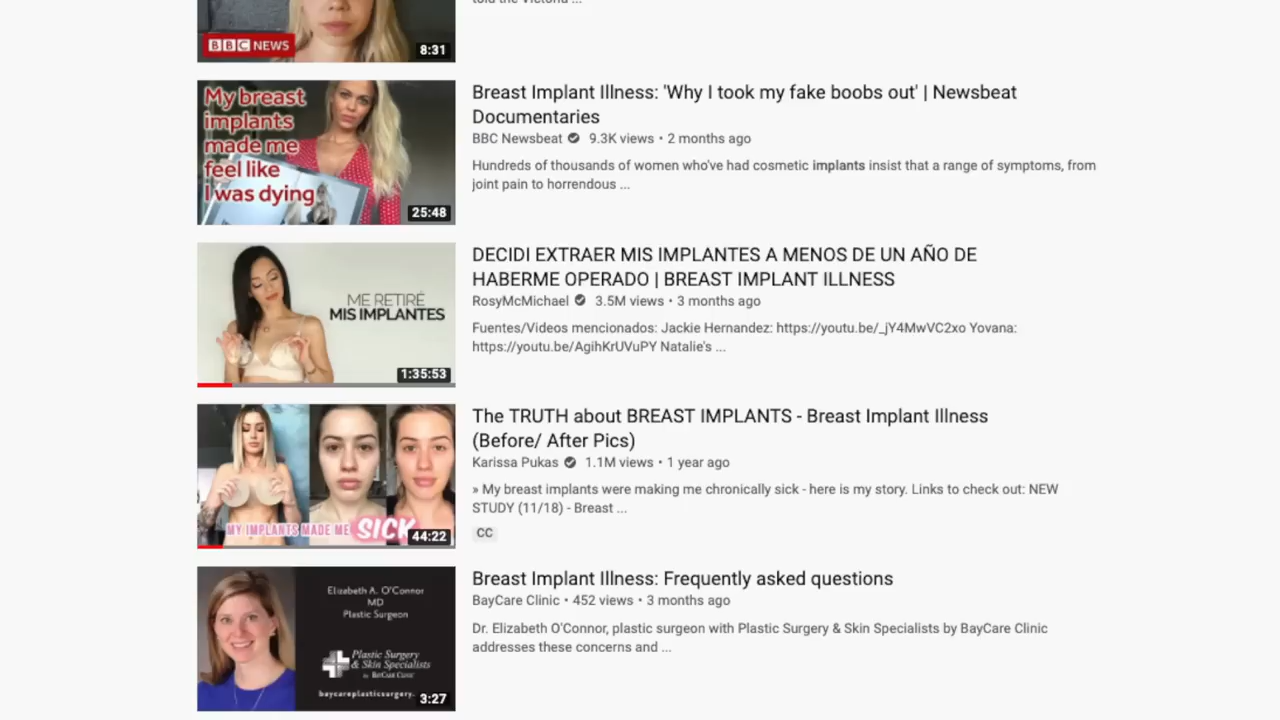 told the Victoria ...
BBC NEWS
8:31
My breast
implants
made me
feel like
I was dying
25:48
Breast Implant Illness: 'Why I took my fake boobs out' | Newsbeat
Documentaries
BBC Newsbeat 9.3K views • 2 months ago
Hundreds of thousands of women who've had cosmetic implants insist that a range of symptoms, from
joint pain to horrendous ...
ME RETIRÉ
MIS IMPLANTES
1:35:53
DECIDI EXTRAER MIS IMPLANTES A MENOS DE UN AÑO DE
HABERME OPERADO | BREAST IMPLANT ILLNESS
RosyMcMichael 3.5M views • 3 months ago
Fuentes/Videos mencionados: Jackie Hernandez: https://youtu.be/_jY4MwVC2xo Yovana:
https://youtu.be/AgihKrUVuPY Natalie's ...
MY IMPLANTS MADE ME SICK
44:22
The TRUTH about BREAST IMPLANTS - Breast Implant Illness
(Before/ After Pics)
Karissa Pukas 1.1M views • 1 year ago
» My breast implants were making me chronically sick - here is my story. Links to check out: NEW
STUDY (11/18) - Breast ...
CC
Elizabeth A. O'Connor
MD
Plastic Surgeon
Plastic Surgery
& Skin Specialists
by BayCare Clinic
baycareplasticsurgery.
3:27
Breast Implant Illness: Frequently asked questions
BayCare Clinic • 452 views • 3 months ago
Dr. Elizabeth O'Connor, plastic surgeon with Plastic Surgery & Skin Specialists by BayCare Clinic
addresses these concerns and ...